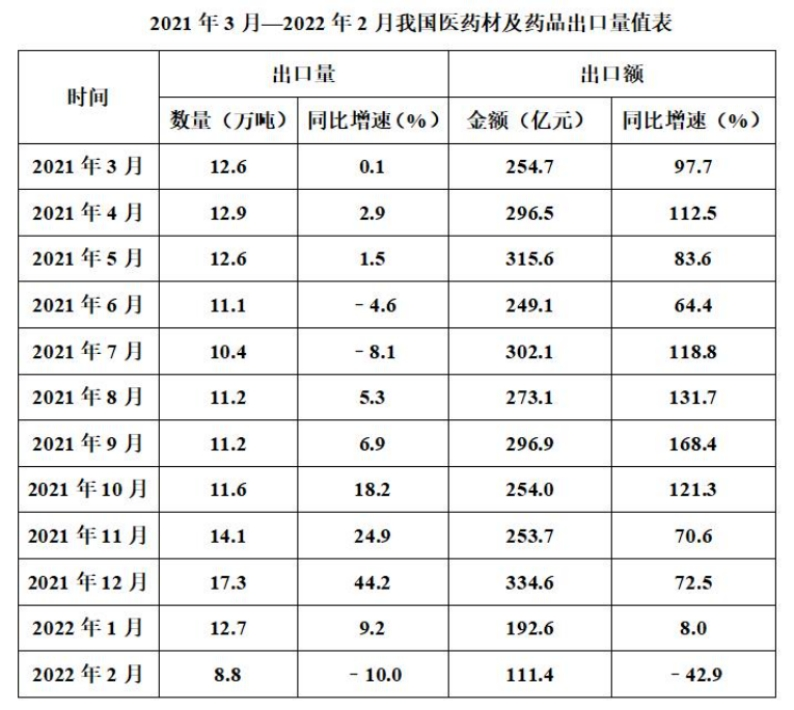 2021 年 3 月—2022 年 2 月我国医药材及药品出口量值表
时间 出口量 出口额
数量（万吨） 同比增速（%） 金额（亿元） 同比增速（%）
2021 年 3 月 12.6 0.1 254.7 97.7
2021 年 4 月 12.9 2.9 296.5 112.5
2021 年 5 月 12.6 1.5 315.6 83.6
2021 年 6 月 11.1 －4.6 249.1 64.4
2021 年 7 月 10.4 －8.1 302.1 118.8
2021 年 8 月 11.2 5.3 273.1 131.7
2021 年 9 月 11.2 6.9 296.9 168.4
2021 年 10 月 11.6 18.2 254.0 121.3
2021 年 11 月 14.1 24.9 253.7 70.6
2021 年 12 月 17.3 44.2 334.6 72.5
2022 年 1 月 12.7 9.2 192.6 8.0
2022 年 2 月 8.8 －10.0 111.4 －42.9